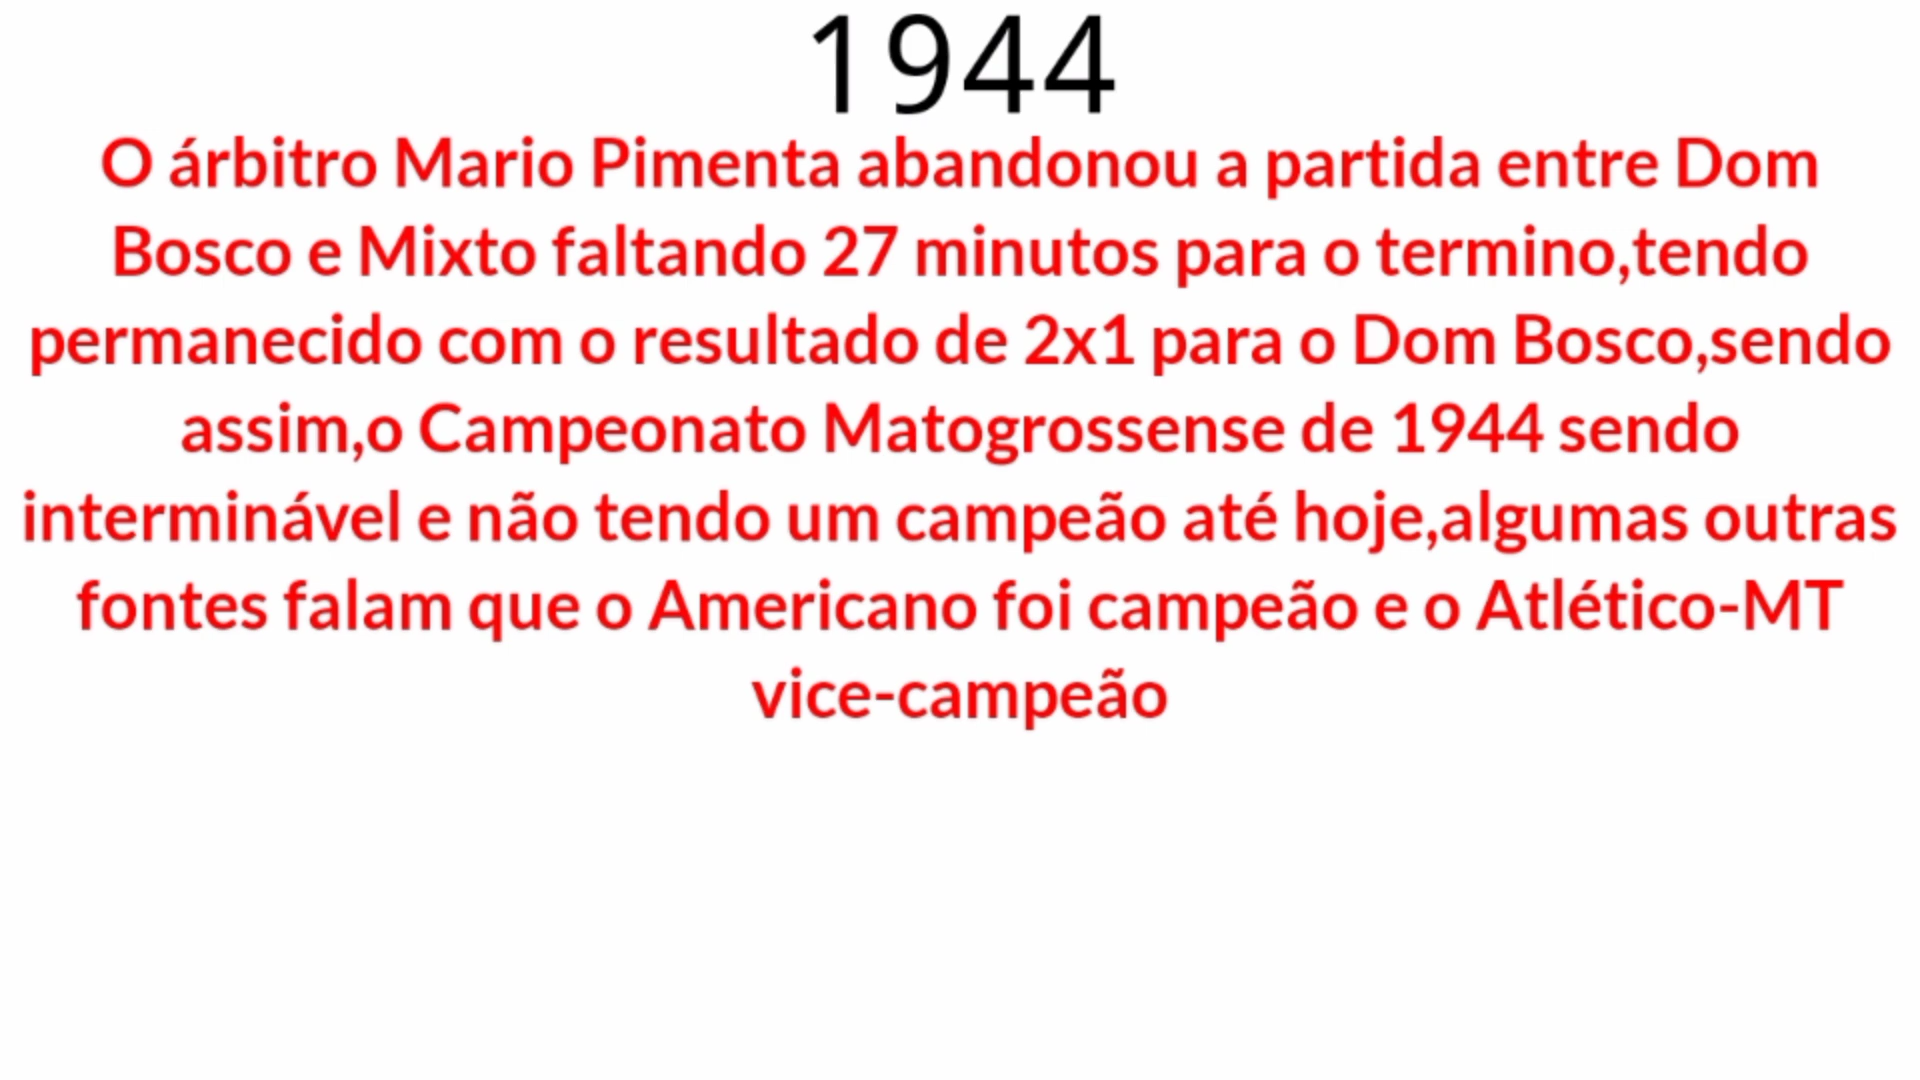 1944
O árbitro Mario Pimenta abandonou a partida entre Dom
Bosco e Mixto faltando 27 minutos para o termino,tendo
permanecido com o resultado de 2x1 para o Dom Bosco,sendo
assim,o Campeonato Matogrossense de 1944 sendo
interminável e não tendo um campeão até hoje,algumas outras
fontes falam que o Americano foi campeão e o Atlético-MT
vice-campeão